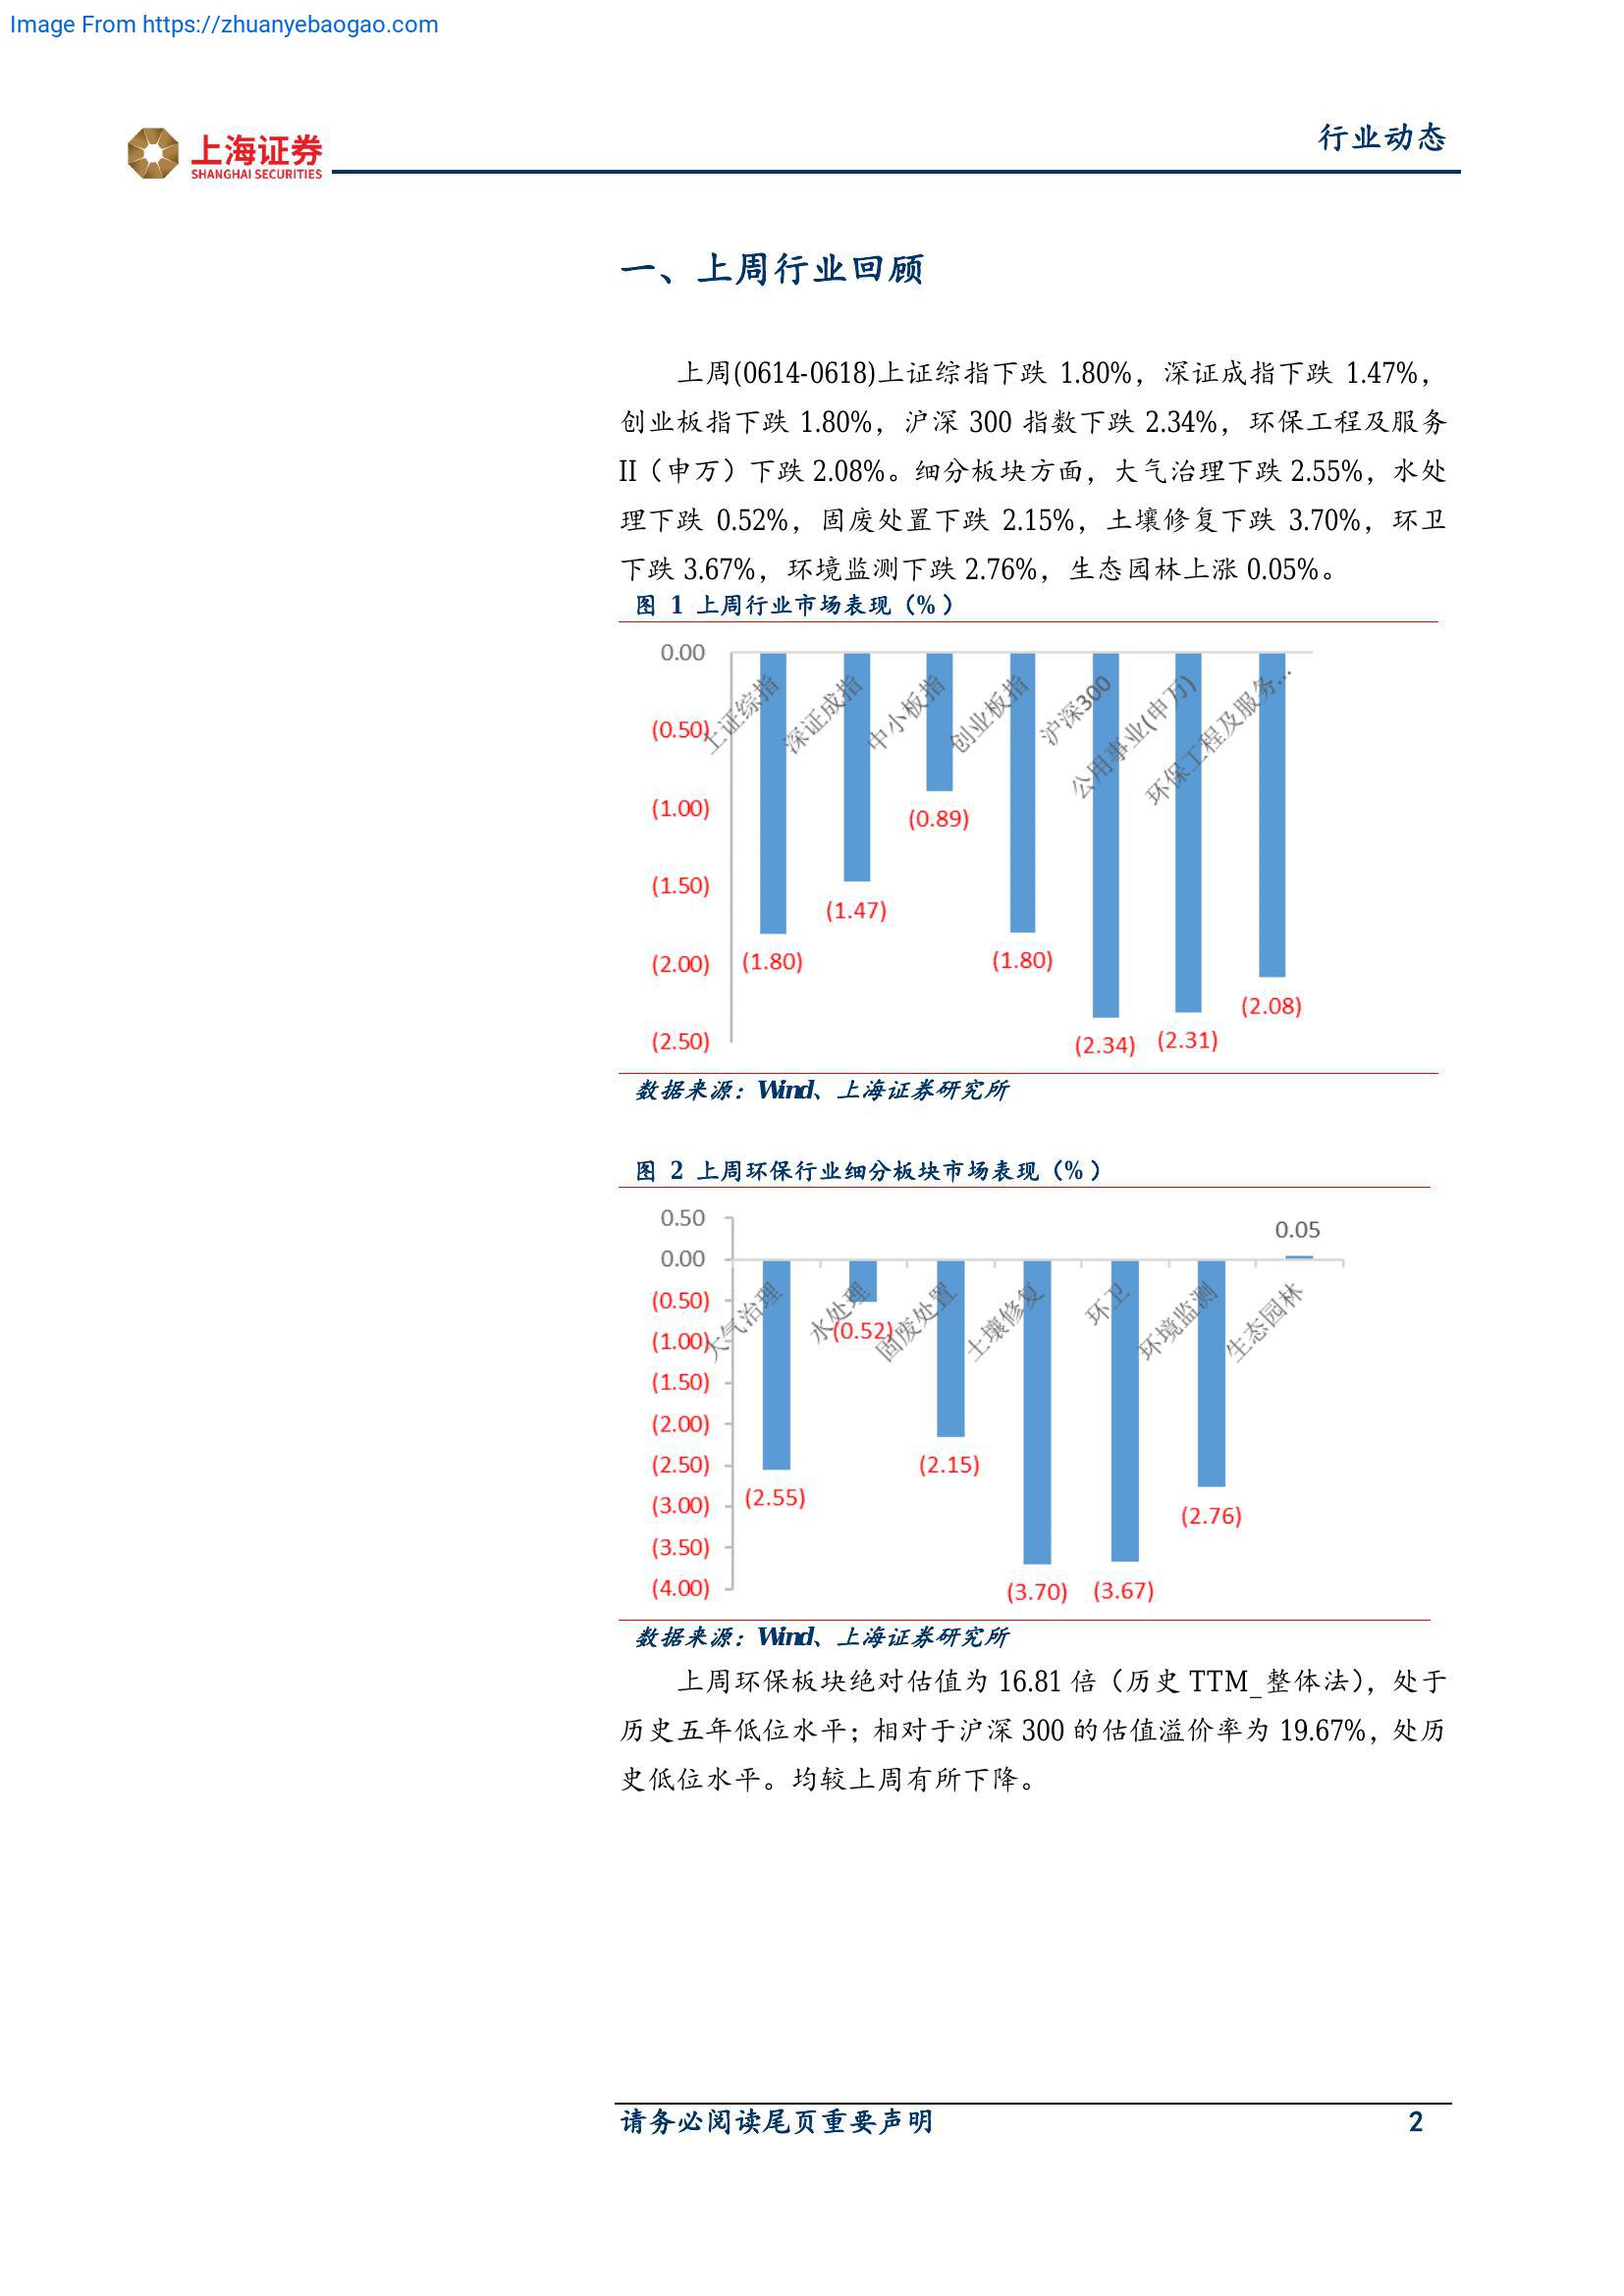 Image From https://zhuanyebaogao.com
上海证券
SHANGHAI SECURITIES
行业动态
一、上周行业回顾
上周(0614-0618)上证综指下跌 1.80%，深证成指下跌 1.47%，
创业板指下跌 1.80%，沪深 300 指数下跌 2.34%，环保工程及服务
II（申万）下跌 2.08%。细分板块方面，大气治理下跌 2.55%，水处
理下跌 0.52%，固废处置下跌 2.15%，土壤修复下跌 3.70%，环卫
下跌 3.67%，环境监测下跌 2.76%，生态园林上涨 0.05%。
图 1 上周行业市场表现（%）
0.00
(0.50)
(1.00)
(1.50)
(2.00)
(2.50)
上证综指
深证成指
中小板指
创业板指
沪深300
公用事业(申万)
环保工程及服务…
(1.80)
(1.47)
(0.89)
(1.80)
(2.34)
(2.31)
(2.08)
数据来源：Wind、上海证券研究所
图 2 上周环保行业细分板块市场表现（%）
0.50
0.00
(0.50)
(1.00)
(1.50)
(2.00)
(2.50)
(3.00)
(3.50)
(4.00)
大气治理
水处理
固废处置
土壤修复
环卫
环境监测
生态园林
(2.55)
(0.52)
(2.15)
(3.70)
(3.67)
(2.76)
0.05
数据来源：Wind、上海证券研究所
上周环保板块绝对估值为 16.81 倍（历史 TTM_整体法），处于
历史五年低位水平；相对于沪深 300 的估值溢价率为 19.67%，处历
史低位水平。均较上周有所下降。
请务必阅读尾页重要声明
2